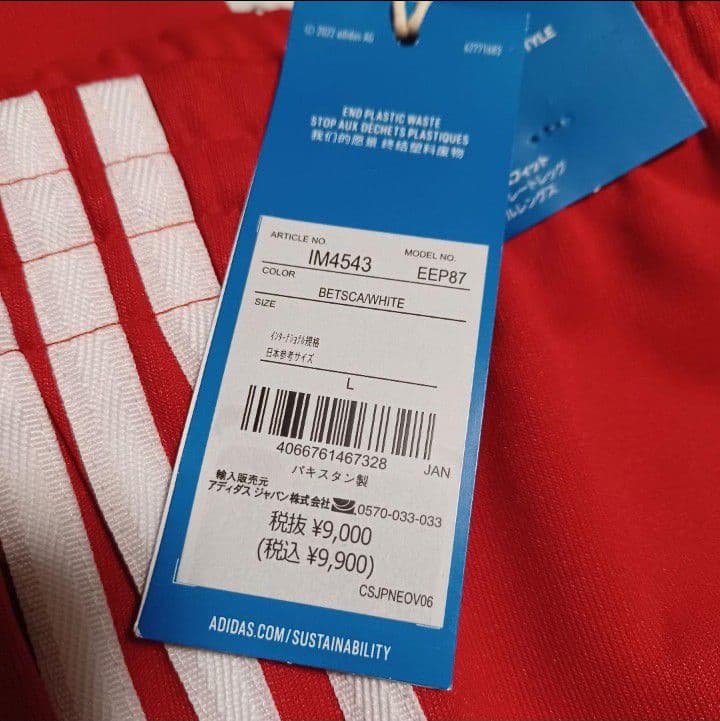 © 2022 adidas AG
67771682
END PLASTIC WASTE
STOP AUX DÉCHETS PLASTIQUES
我们的愿景 终结塑料废物
ARTICLE NO.
MODEL NO.
IM4543
EEP87
COLOR
BETSCA/WHITE
SIZE
インターナショナル規格
日本参考サイズ
L
4066761467328
JAN
パキスタン製
輸入販売元
アディダス ジャパン株式会社
0570-033-033
税抜 ¥9,000
(税込 ¥9,900)
CSJPNEOV06
ADIDAS.COM/SUSTAINABILITY